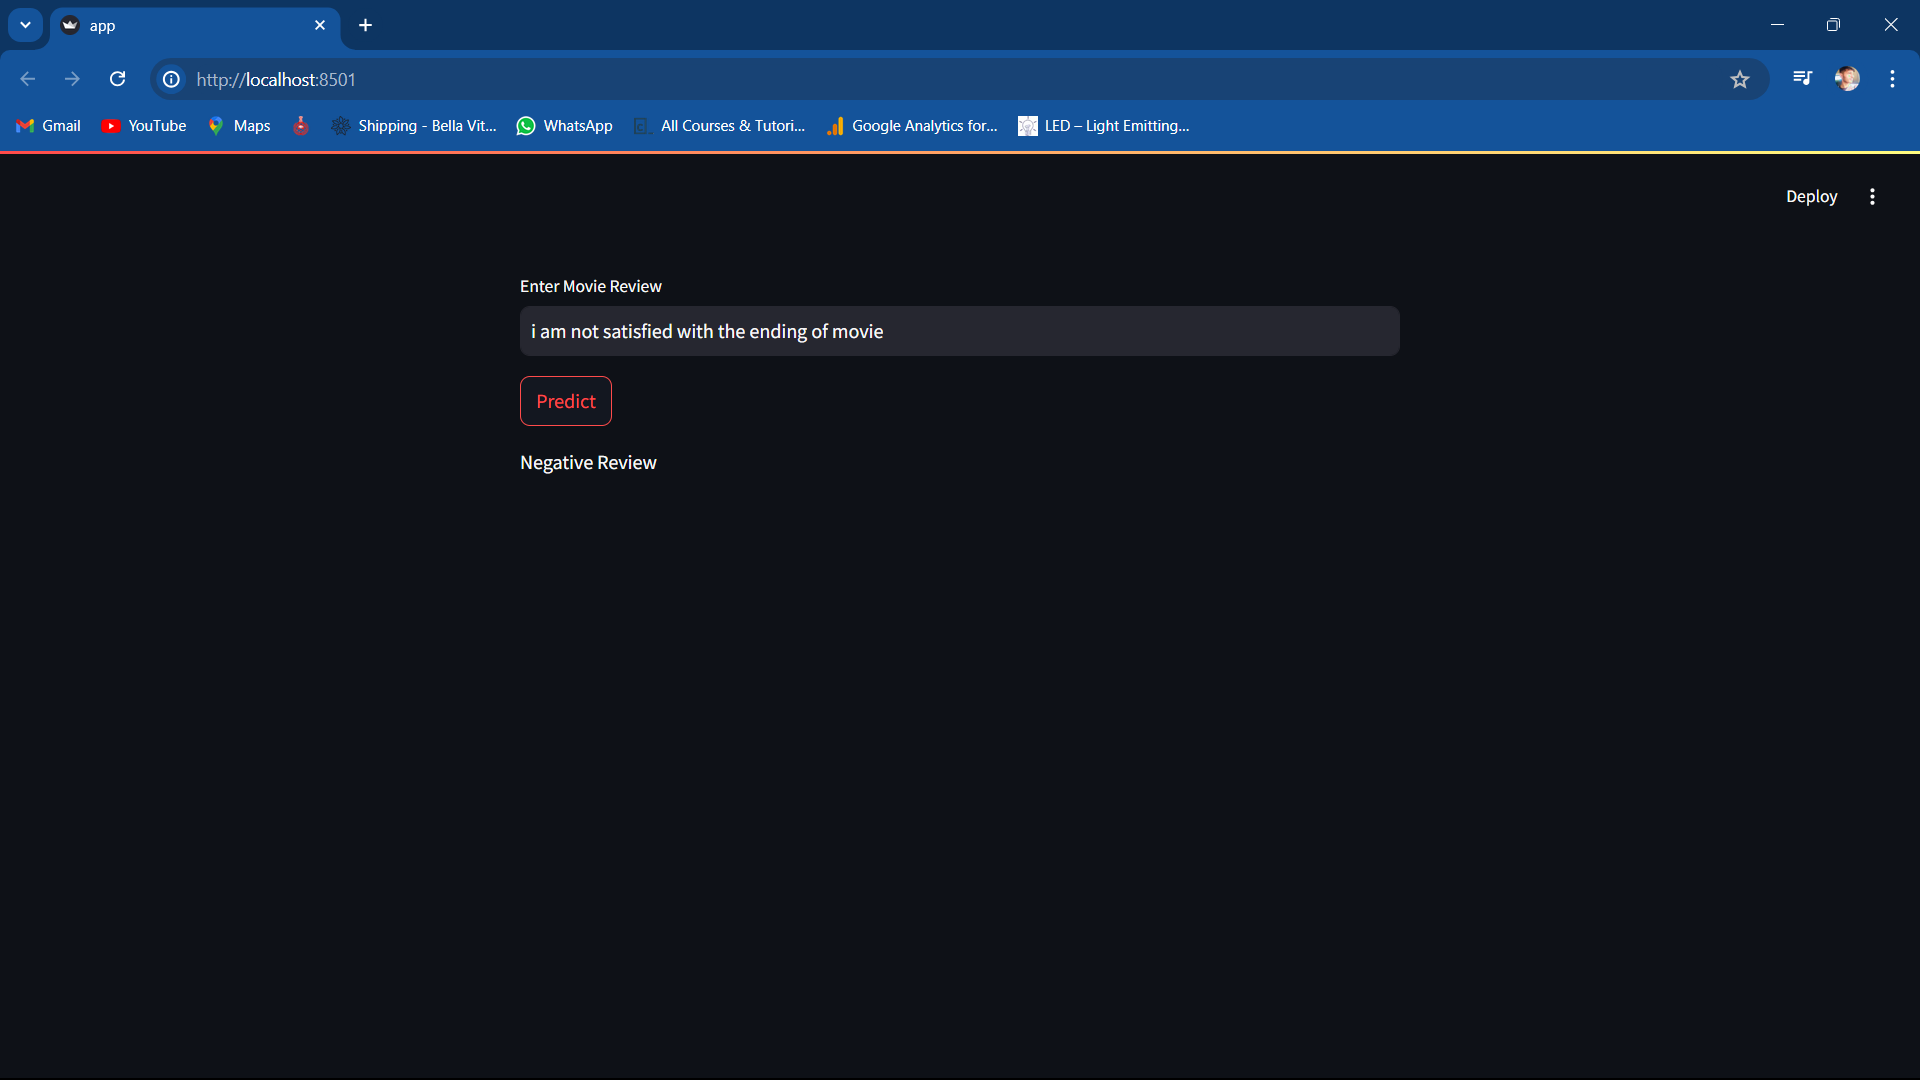 app
http://localhost:8501
Gmail YouTube Maps Shipping - Bella Vit... WhatsApp All Courses & Tutori... Google Analytics for... LED – Light Emitting...
Deploy
Enter Movie Review
i am not satisfied with the ending of movie
Predict
Negative Review